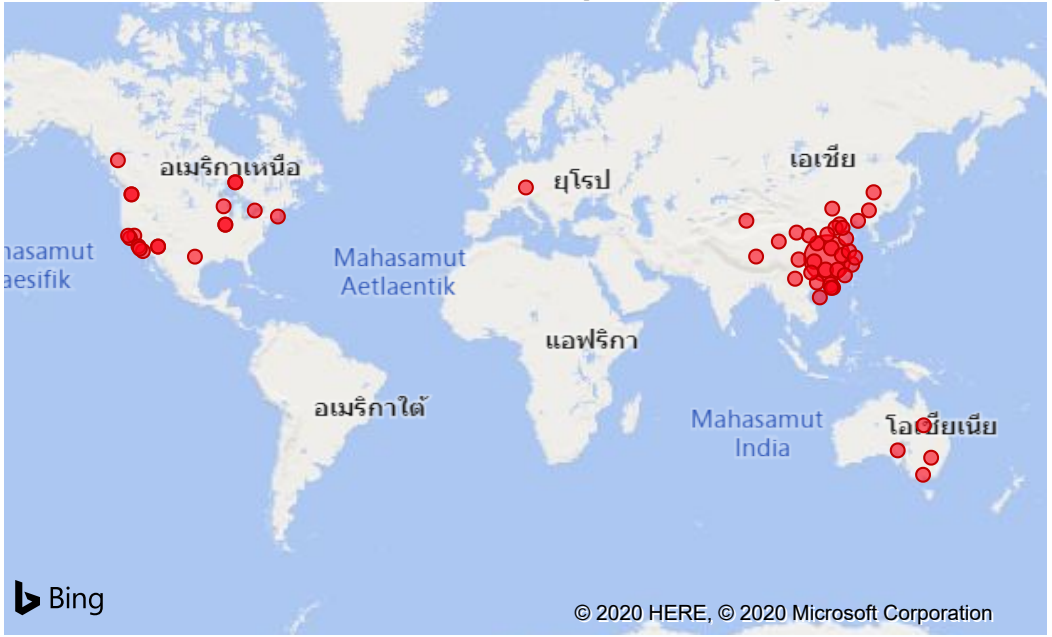 อเมริกาเหนือ
ยุโรป
เอเชีย
hasamut
aesifik
Mahasamut
Aetlaentik
แอฟริกา
อเมริกาใต้
Mahasamut
India
โอเชียเนีย
Bing
© 2020 HERE, © 2020 Microsoft Corporation